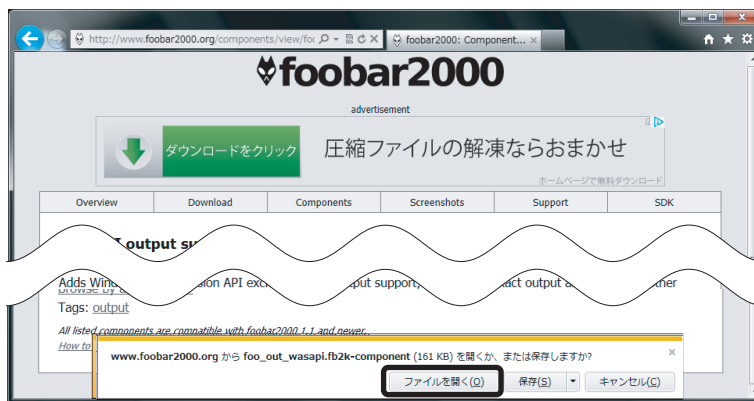 http://www.foobar2000.org/components/view/foo
foobar2000: Component...
foobar2000
advertisement
ダウンロードをクリック
圧縮ファイルの解凍ならおまかせ
ホームページで無料ダウンロード
Overview Download Components Screenshots Support SDK
output
Adds Wind sion API exc put support,
Tags: output
All listed components are compatible with foobar2000 1.1 and newer.
How to
www.foobar2000.org から foo_out_wasapi.fb2k-component (161 KB) を開くか、または保存しますか?
ファイルを開く(O) 保存(S) キャンセル(C)